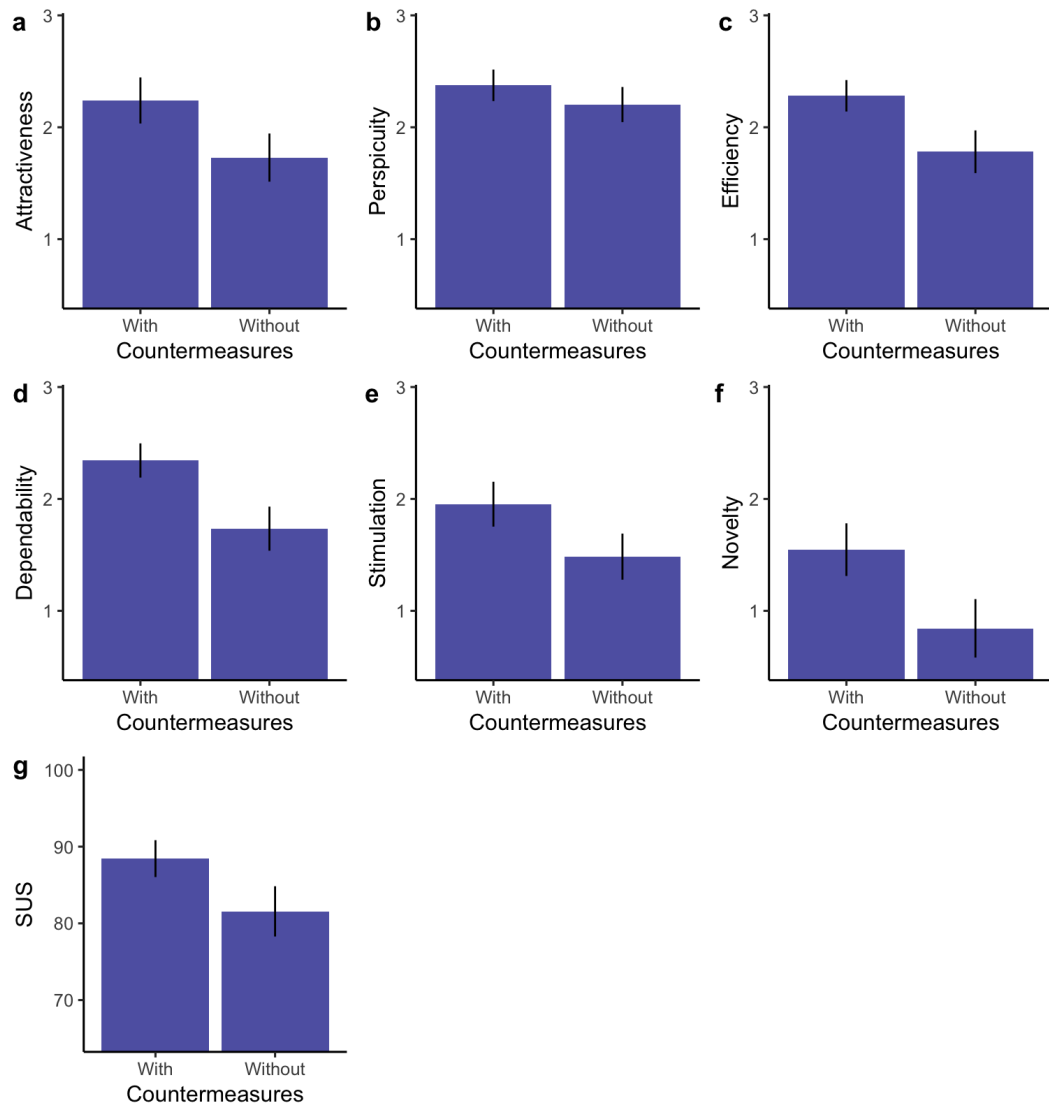 a
Attractiveness
3
2
1
With Without
Countermeasures
b
Perspicuity
3
2
1
With Without
Countermeasures
c
Efficiency
3
2
1
With Without
Countermeasures
d
Dependability
3
2
1
With Without
Countermeasures
e
Stimulation
3
2
1
With Without
Countermeasures
f
Novelty
3
2
1
With Without
Countermeasures
g
SUS
100
90
80
70
With Without
Countermeasures